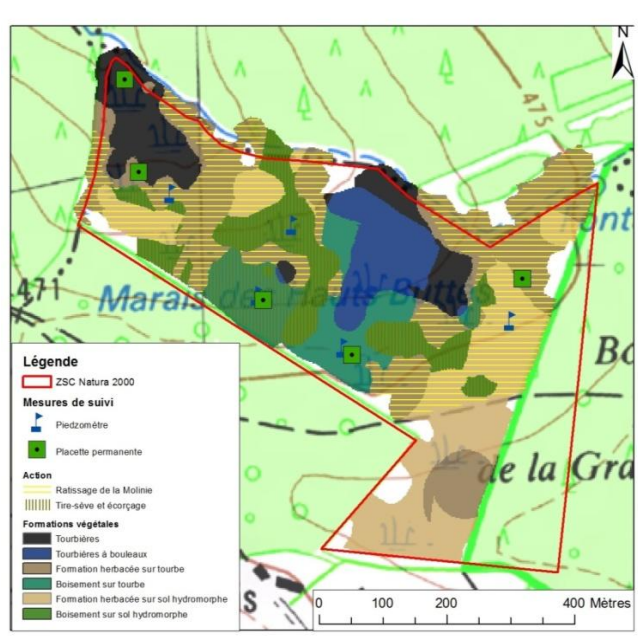 N
475
Font
471
Marais des Hauts Buttes
Bo
de la Gra
S
Légende
ZSC Natura 2000
Mesures de suivi
Piedzomètre
Placette permanente
Action
Ratissage de la Molinie
Tire-sève et écorçage
Formations végétales
Tourbières
Tourbières à bouleaux
Formation herbacée sur tourbe
Boisement sur tourbe
Formation herbacée sur sol hydromorphe
Boisement sur sol hydromorphe
0 100 200 400 Mètres